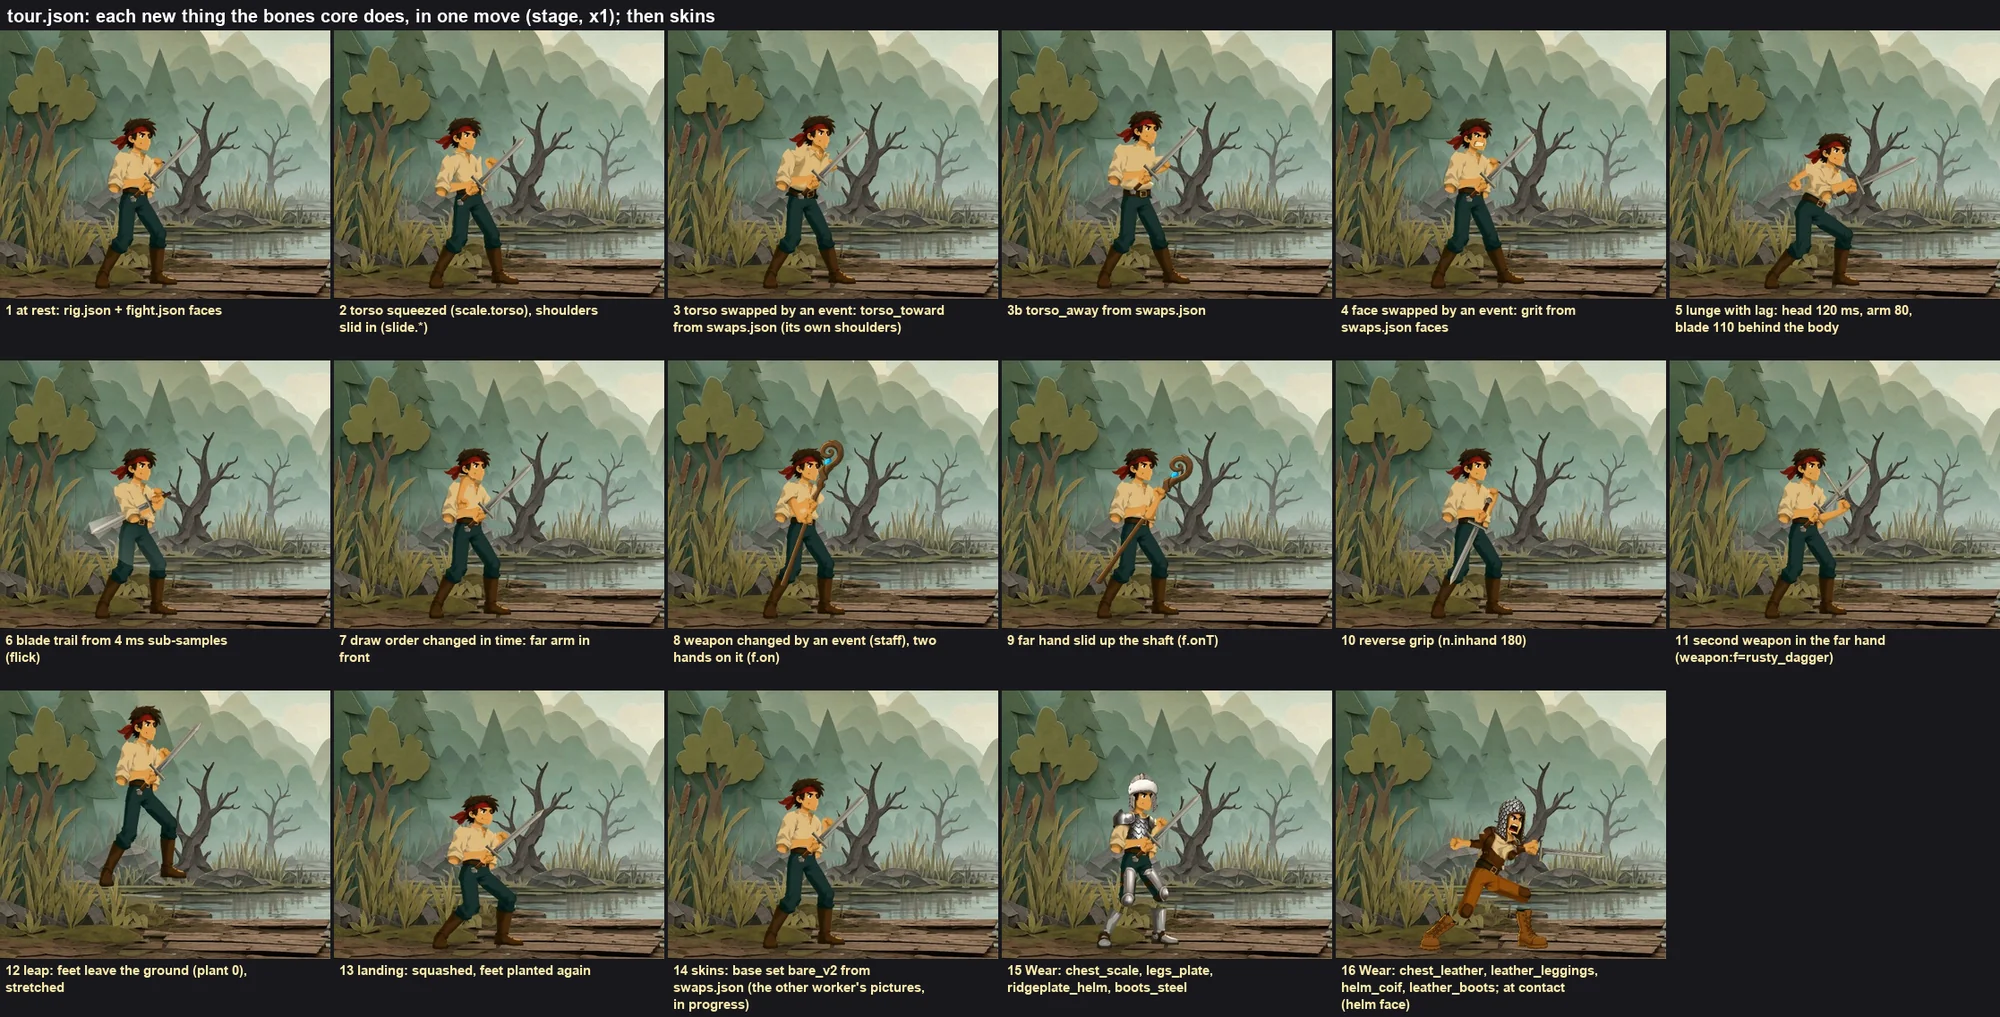 tour.json: each new thing the bones core does, in one move (stage, x1); then skins
1 at rest: rig.json + fight.json faces
2 torso squeezed (scale.torso), shoulders
slid in (slide.*)
3 torso swapped by an event: torso_toward
from swaps.json (its own shoulders)
3b torso_away from swaps.json
4 face swapped by an event: grit from
swaps.json faces
5 lunge with lag: head 120 ms, arm 80,
blade 110 behind the body
6 blade trail from 4 ms sub-samples
(flick)
7 draw order changed in time: far arm in
front
8 weapon changed by an event (staff), two
hands on it (f.on)
9 far hand slid up the shaft (f.onT)
10 reverse grip (n.inhand 180)
11 second weapon in the far hand
(weapon:f=rusty_dagger)
12 leap: feet leave the ground (plant 0),
stretched
13 landing: squashed, feet planted again
14 skins: base set bare_v2 from
swaps.json (the other worker's pictures,
in progress)
15 Wear: chest_scale, legs_plate,
ridgeplate_helm, boots_steel
16 Wear: chest_leather, leather_leggings,
helm_coif, leather_boots; at contact
(helm face)